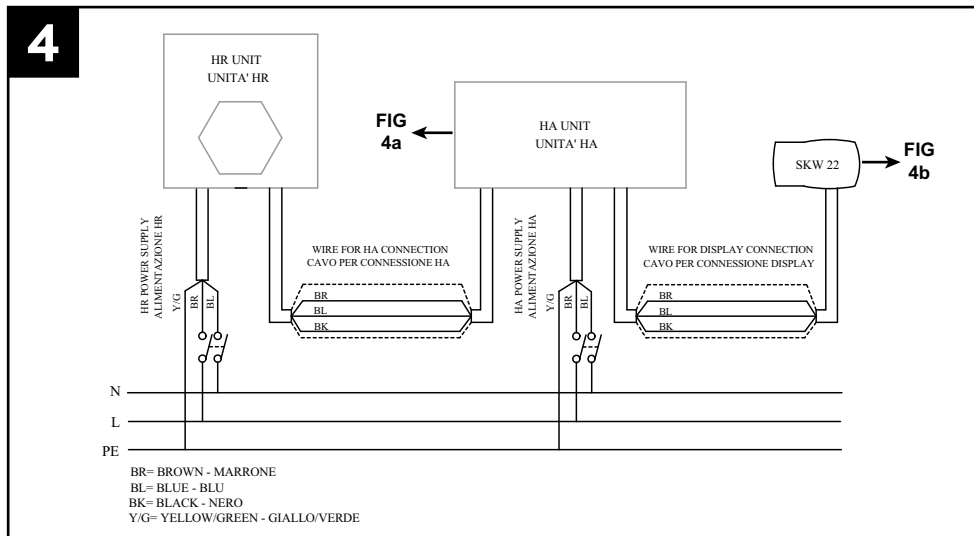 4
HR UNIT
UNITA' HR
FIG
4a
HA UNIT
UNITA' HA
SKW 22
FIG
4b
HR POWER SUPPLY
ALIMENTAZIONE HR
Y/G
BR
BL
WIRE FOR HA CONNECTION
CAVO PER CONNESSIONE HA
BR
BL
BK
HA POWER SUPPLY
ALIMENTAZIONE HA
Y/G
BR
BL
WIRE FOR DISPLAY CONNECTION
CAVO PER CONNESSIONE DISPLAY
BR
BL
BK
N
L
PE
BR= BROWN - MARRONE
BL= BLUE - BLU
BK= BLACK - NERO
Y/G= YELLOW/GREEN - GIALLO/VERDE